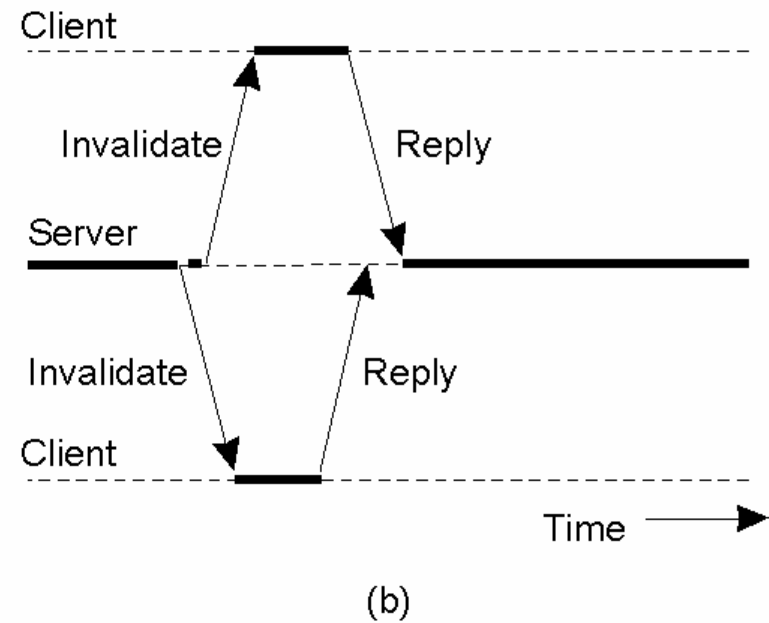 Client
Invalidate
Reply
Server
Invalidate
Reply
Client
Time
(b)